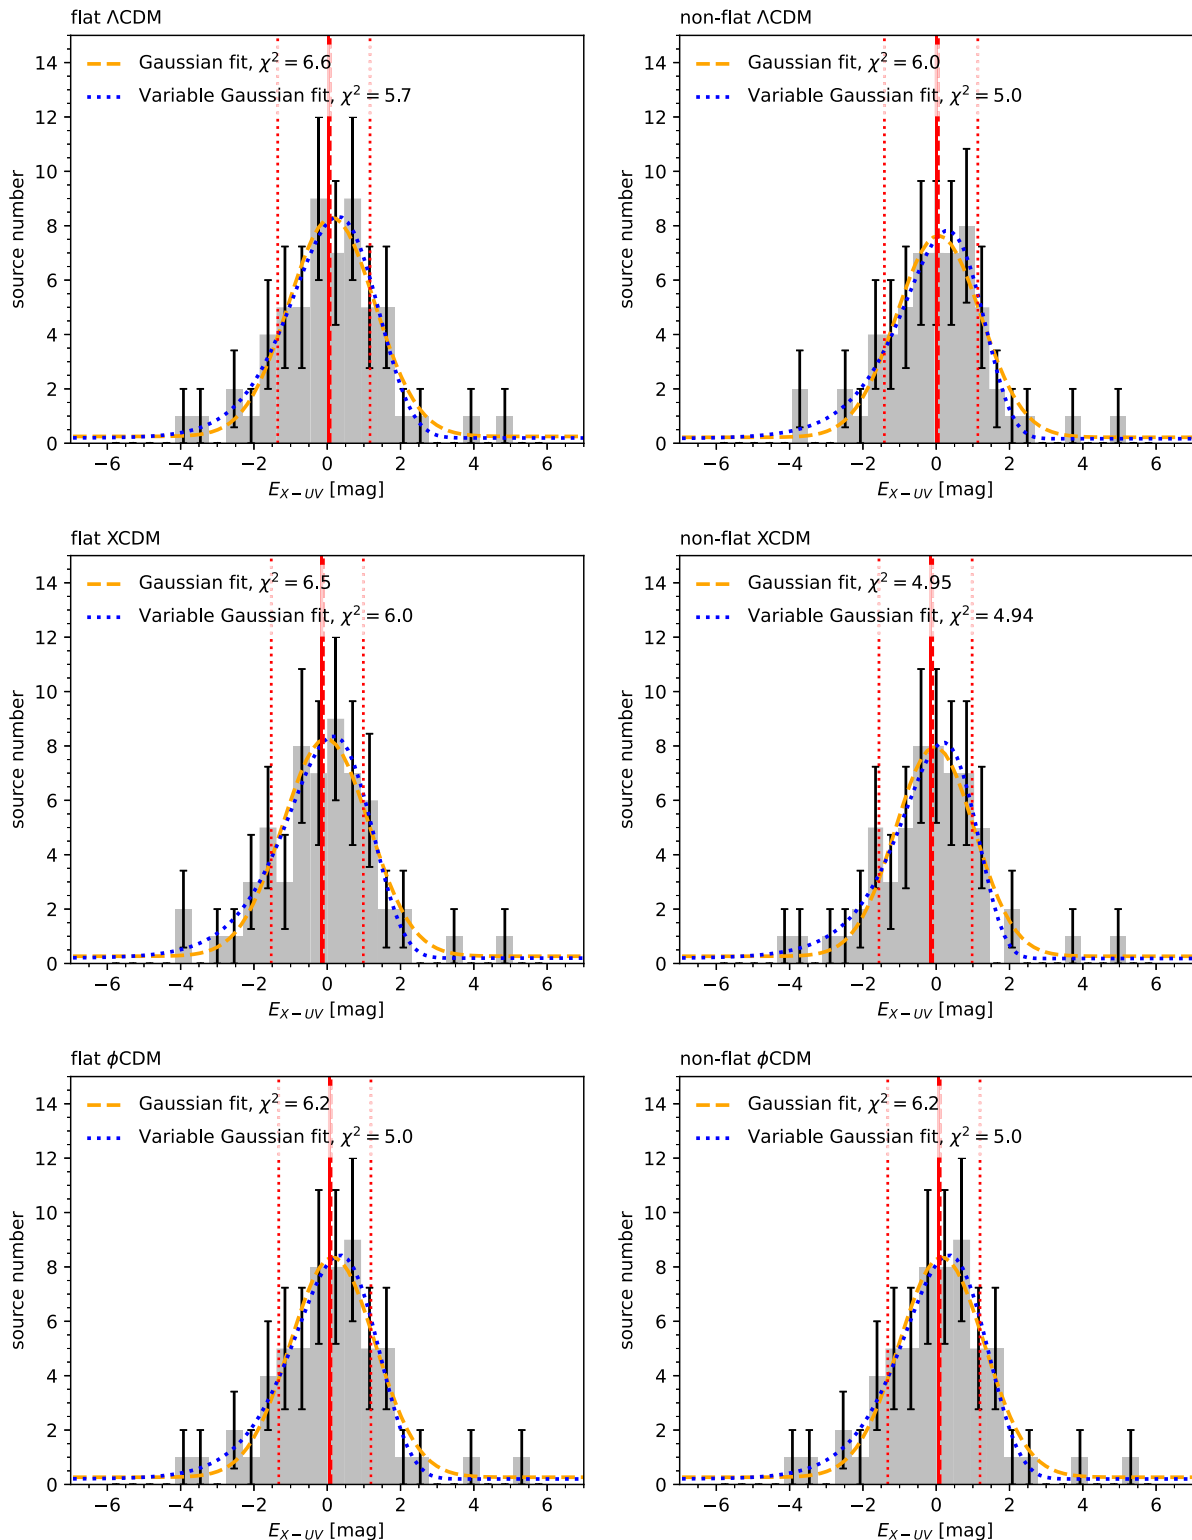 flat ΛCDM
Gaussian fit, χ² = 6.6
Variable Gaussian fit, χ² = 5.7
source number
14
12
10
8
6
4
2
0
−6 −4 −2 0 2 4 6
E_{X−UV} [mag]
non-flat ΛCDM
Gaussian fit, χ² = 6.0
Variable Gaussian fit, χ² = 5.0
source number
14
12
10
8
6
4
2
0
−6 −4 −2 0 2 4 6
E_{X−UV} [mag]
flat XCDM
Gaussian fit, χ² = 6.5
Variable Gaussian fit, χ² = 6.0
source number
14
12
10
8
6
4
2
0
−6 −4 −2 0 2 4 6
E_{X−UV} [mag]
non-flat XCDM
Gaussian fit, χ² = 4.95
Variable Gaussian fit, χ² = 4.94
source number
14
12
10
8
6
4
2
0
−6 −4 −2 0 2 4 6
E_{X−UV} [mag]
flat ϕCDM
Gaussian fit, χ² = 6.2
Variable Gaussian fit, χ² = 5.0
source number
14
12
10
8
6
4
2
0
−6 −4 −2 0 2 4 6
E_{X−UV} [mag]
non-flat ϕCDM
Gaussian fit, χ² = 6.2
Variable Gaussian fit, χ² = 5.0
source number
14
12
10
8
6
4
2
0
−6 −4 −2 0 2 4 6
E_{X−UV} [mag]